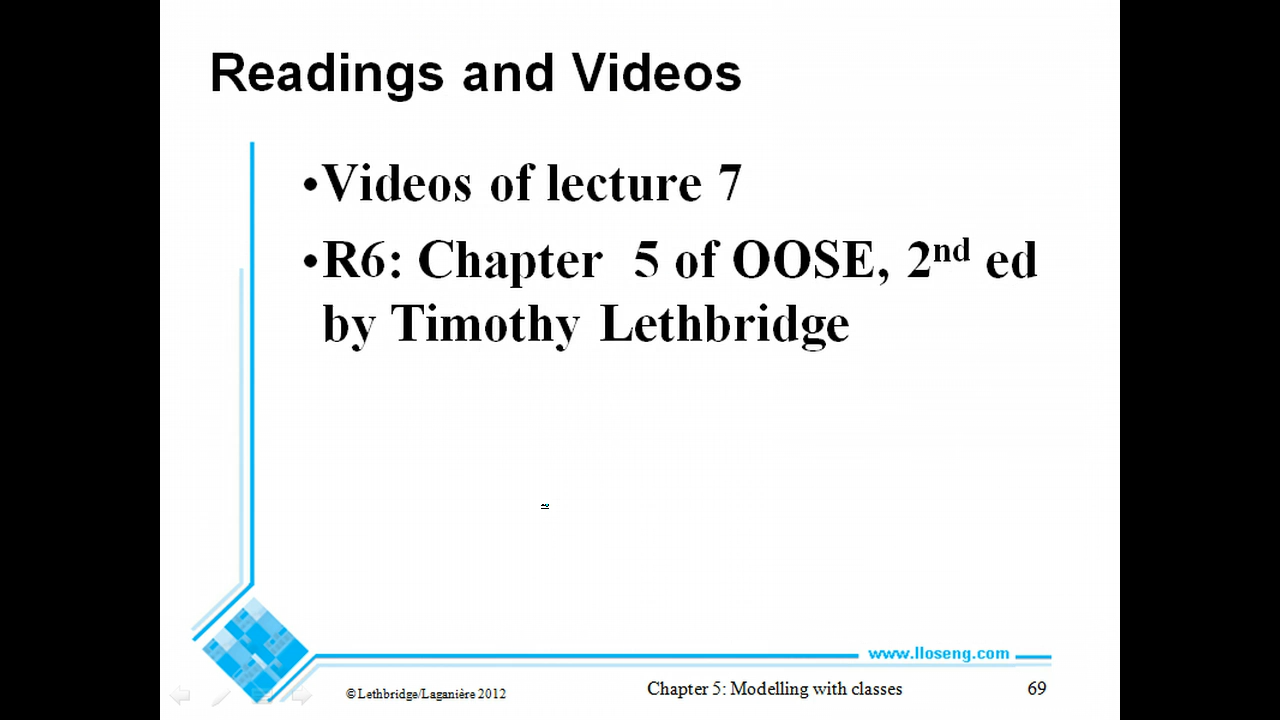 Readings and Videos
•Videos of lecture 7
•R6: Chapter  5 of OOSE, 2nd ed
by Timothy Lethbridge
www.lloseng.com
©Lethbridge/Laganière 2012
Chapter 5: Modelling with classes
69